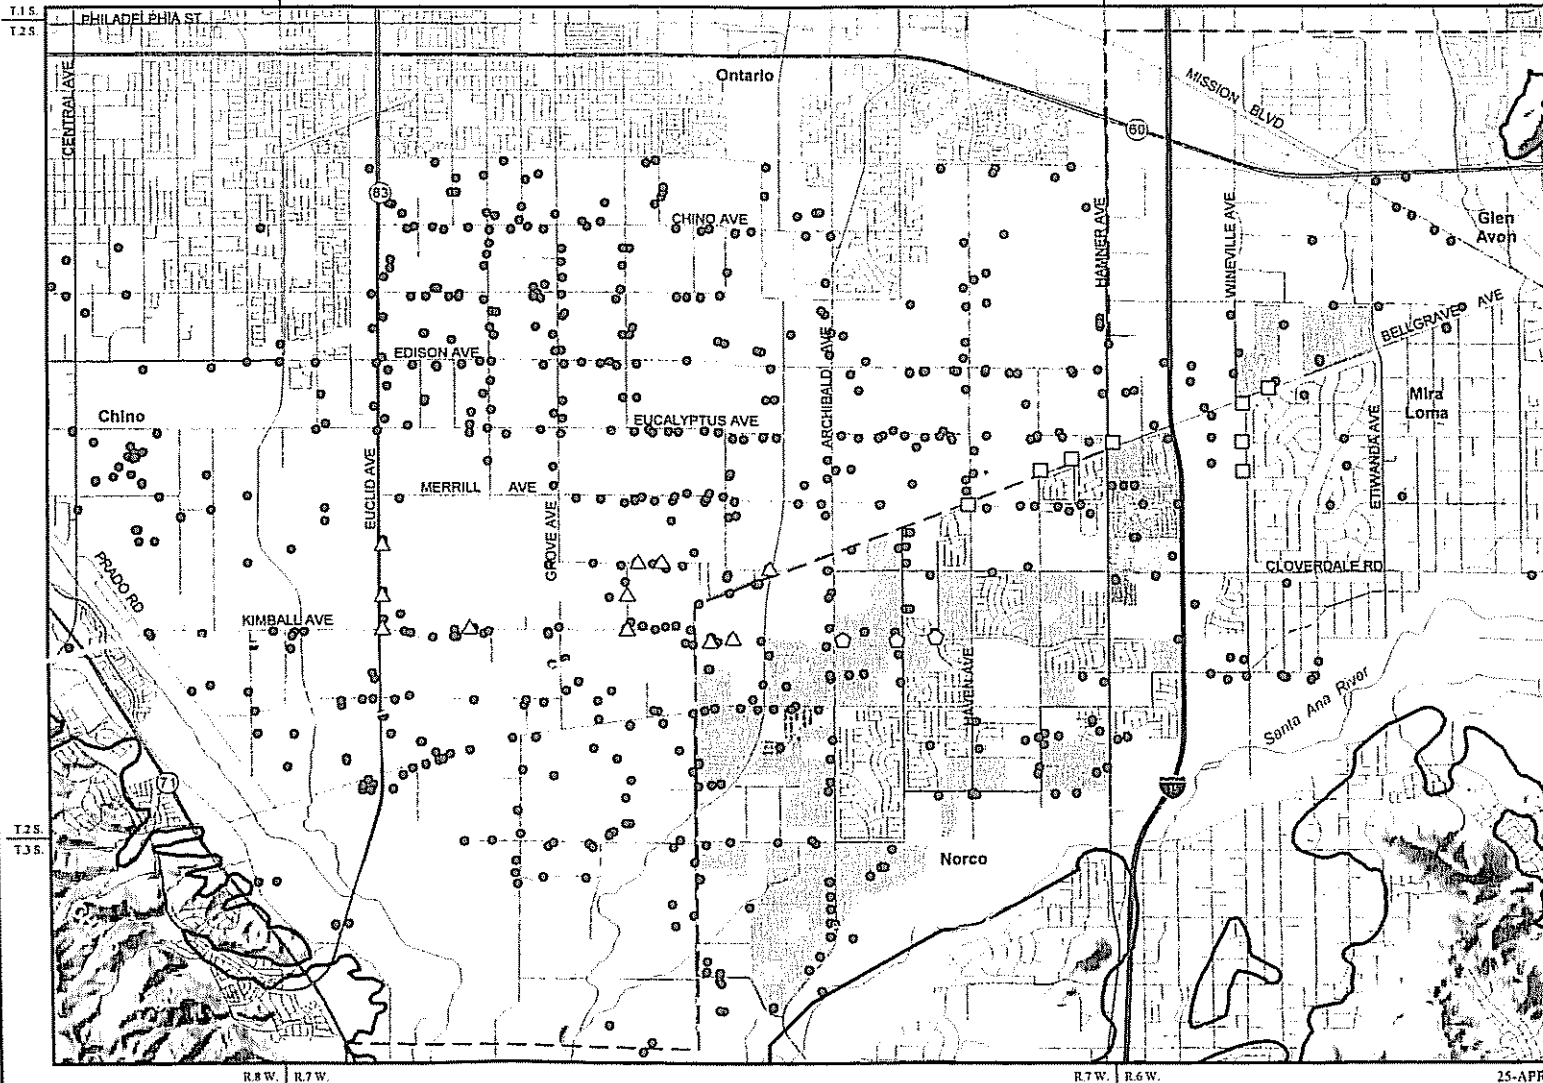 T.1 S.
T.2 S.
PHILADELPHIA ST
CENTRAL AVE
Ontario
MISSION BLVD
60
83
CHINO AVE
HAMNER AVE
WINEVILLE AVE
Glen
Avon
BELLGRAVE AVE
EDISON AVE
ARCHIBALD AVE
Chino
EUCALYPTUS AVE
Mira
Loma
EUCLID AVE
MERRILL AVE
GROVE AVE
ETIWANDA AVE
PRADO RD
CLOVERDALE RD
KIMBALL AVE
HAVEN AVE
Santa Ana River
71
15
T.2 S.
T.3 S.
Norco
R.8 W. R.7 W.
R.7 W. R.6 W.
25-APR